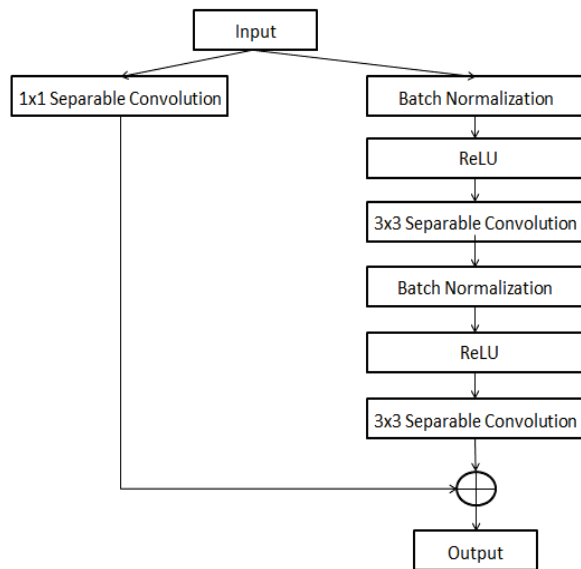 Input
1x1 Separable Convolution
Batch Normalization
ReLU
3x3 Separable Convolution
Batch Normalization
ReLU
3x3 Separable Convolution
Output